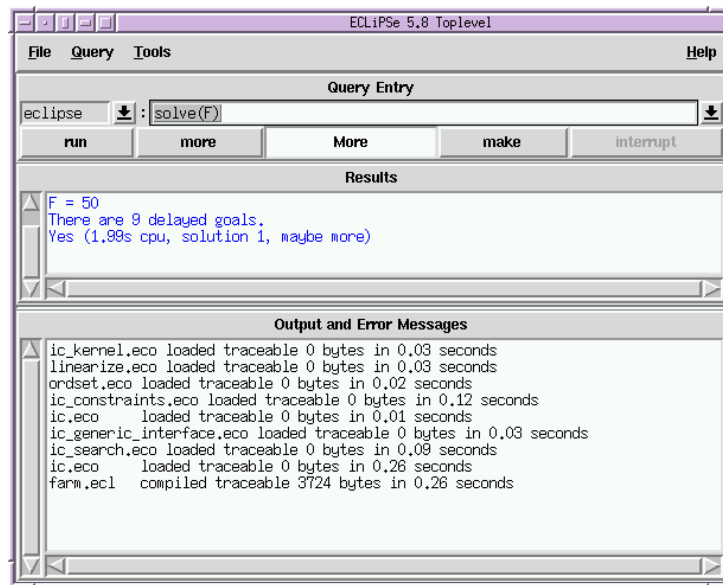 ECLiPSe 5.8 Toplevel
File Query Tools Help
Query Entry
eclipse : solve(F)
run more More make interrupt
Results
F = 50
There are 9 delayed goals.
Yes (1.99s cpu, solution 1, maybe more)
Output and Error Messages
ic_kernel.eco loaded traceable 0 bytes in 0.03 seconds
linearize.eco loaded traceable 0 bytes in 0.03 seconds
ordset.eco loaded traceable 0 bytes in 0.02 seconds
ic_constraints.eco loaded traceable 0 bytes in 0.12 seconds
ic.eco loaded traceable 0 bytes in 0.01 seconds
ic_generic_interface.eco loaded traceable 0 bytes in 0.03 seconds
ic_search.eco loaded traceable 0 bytes in 0.09 seconds
ic.eco loaded traceable 0 bytes in 0.26 seconds
farm.ecl compiled traceable 3724 bytes in 0.26 seconds